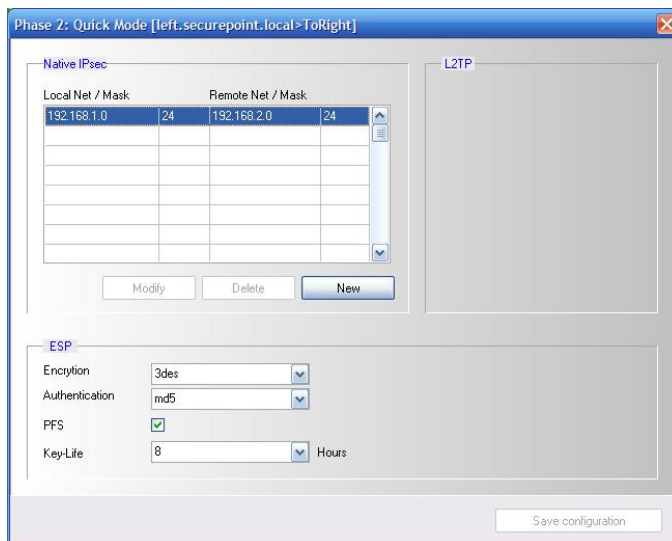 Phase 2: Quick Mode [left.securepoint.local>ToRight]
Native IPsec
L2TP
Local Net / Mask Remote Net / Mask
192.168.1.0 24 192.168.2.0 24
Modify Delete New
ESP
Encrytion 3des
Authentication md5
PFS
Key-Life 8 Hours
Save configuration